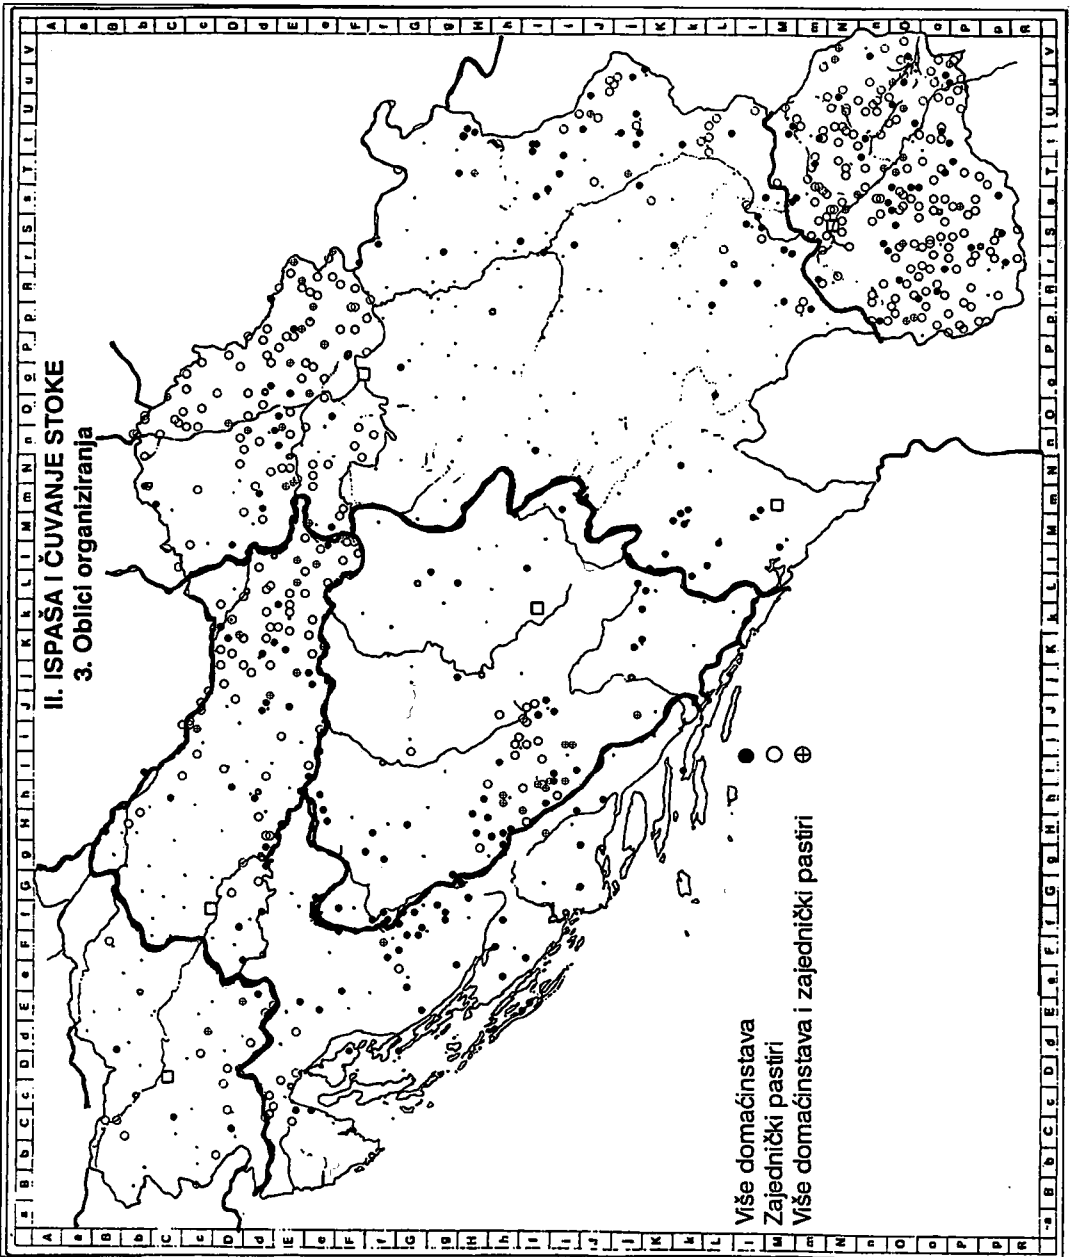 a B b C c D d E e F f G g H h I i J j K k L l M m N n O o P p R r S s T t U u V
II. ISPAŠA I ČUVANJE STOKE
3. Oblici organiziranja
A a B b C c D d E e F f G g H h I i J j K k L l M m N n O o P p R
A a B b C c D d E e F f G g H h I i J j K k L l M m N n O o P p R
Više domaćinstava
Zajednički pastiri
Više domaćinstava i zajednički pastiri
a B b C c D d E e F f G g H h I i J j K k L l M m N n O o P p R r S s T t U u V